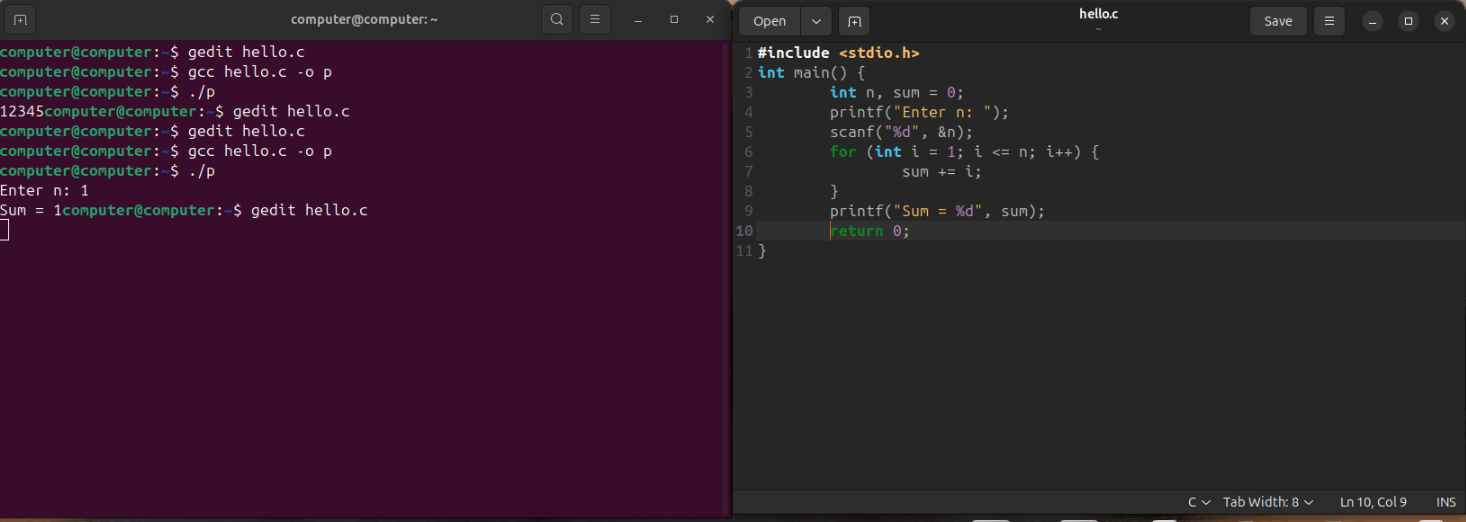 computer@computer: ~
computer@computer:~$ gedit hello.c
computer@computer:~$ gcc hello.c -o p
computer@computer:~$ ./p
12345computer@computer:~$ gedit hello.c
computer@computer:~$ gedit hello.c
computer@computer:~$ gcc hello.c -o p
computer@computer:~$ ./p
Enter n: 1
Sum = 1computer@computer:~$ gedit hello.c
Open
hello.c
~
Save
1 #include <stdio.h>
2 int main() {
3         int n, sum = 0;
4         printf("Enter n: ");
5         scanf("%d", &n);
6         for (int i = 1; i <= n; i++) {
7                 sum += i;
8         }
9         printf("Sum = %d", sum);
10         return 0;
11 }
C Tab Width: 8 Ln 10, Col 9 INS